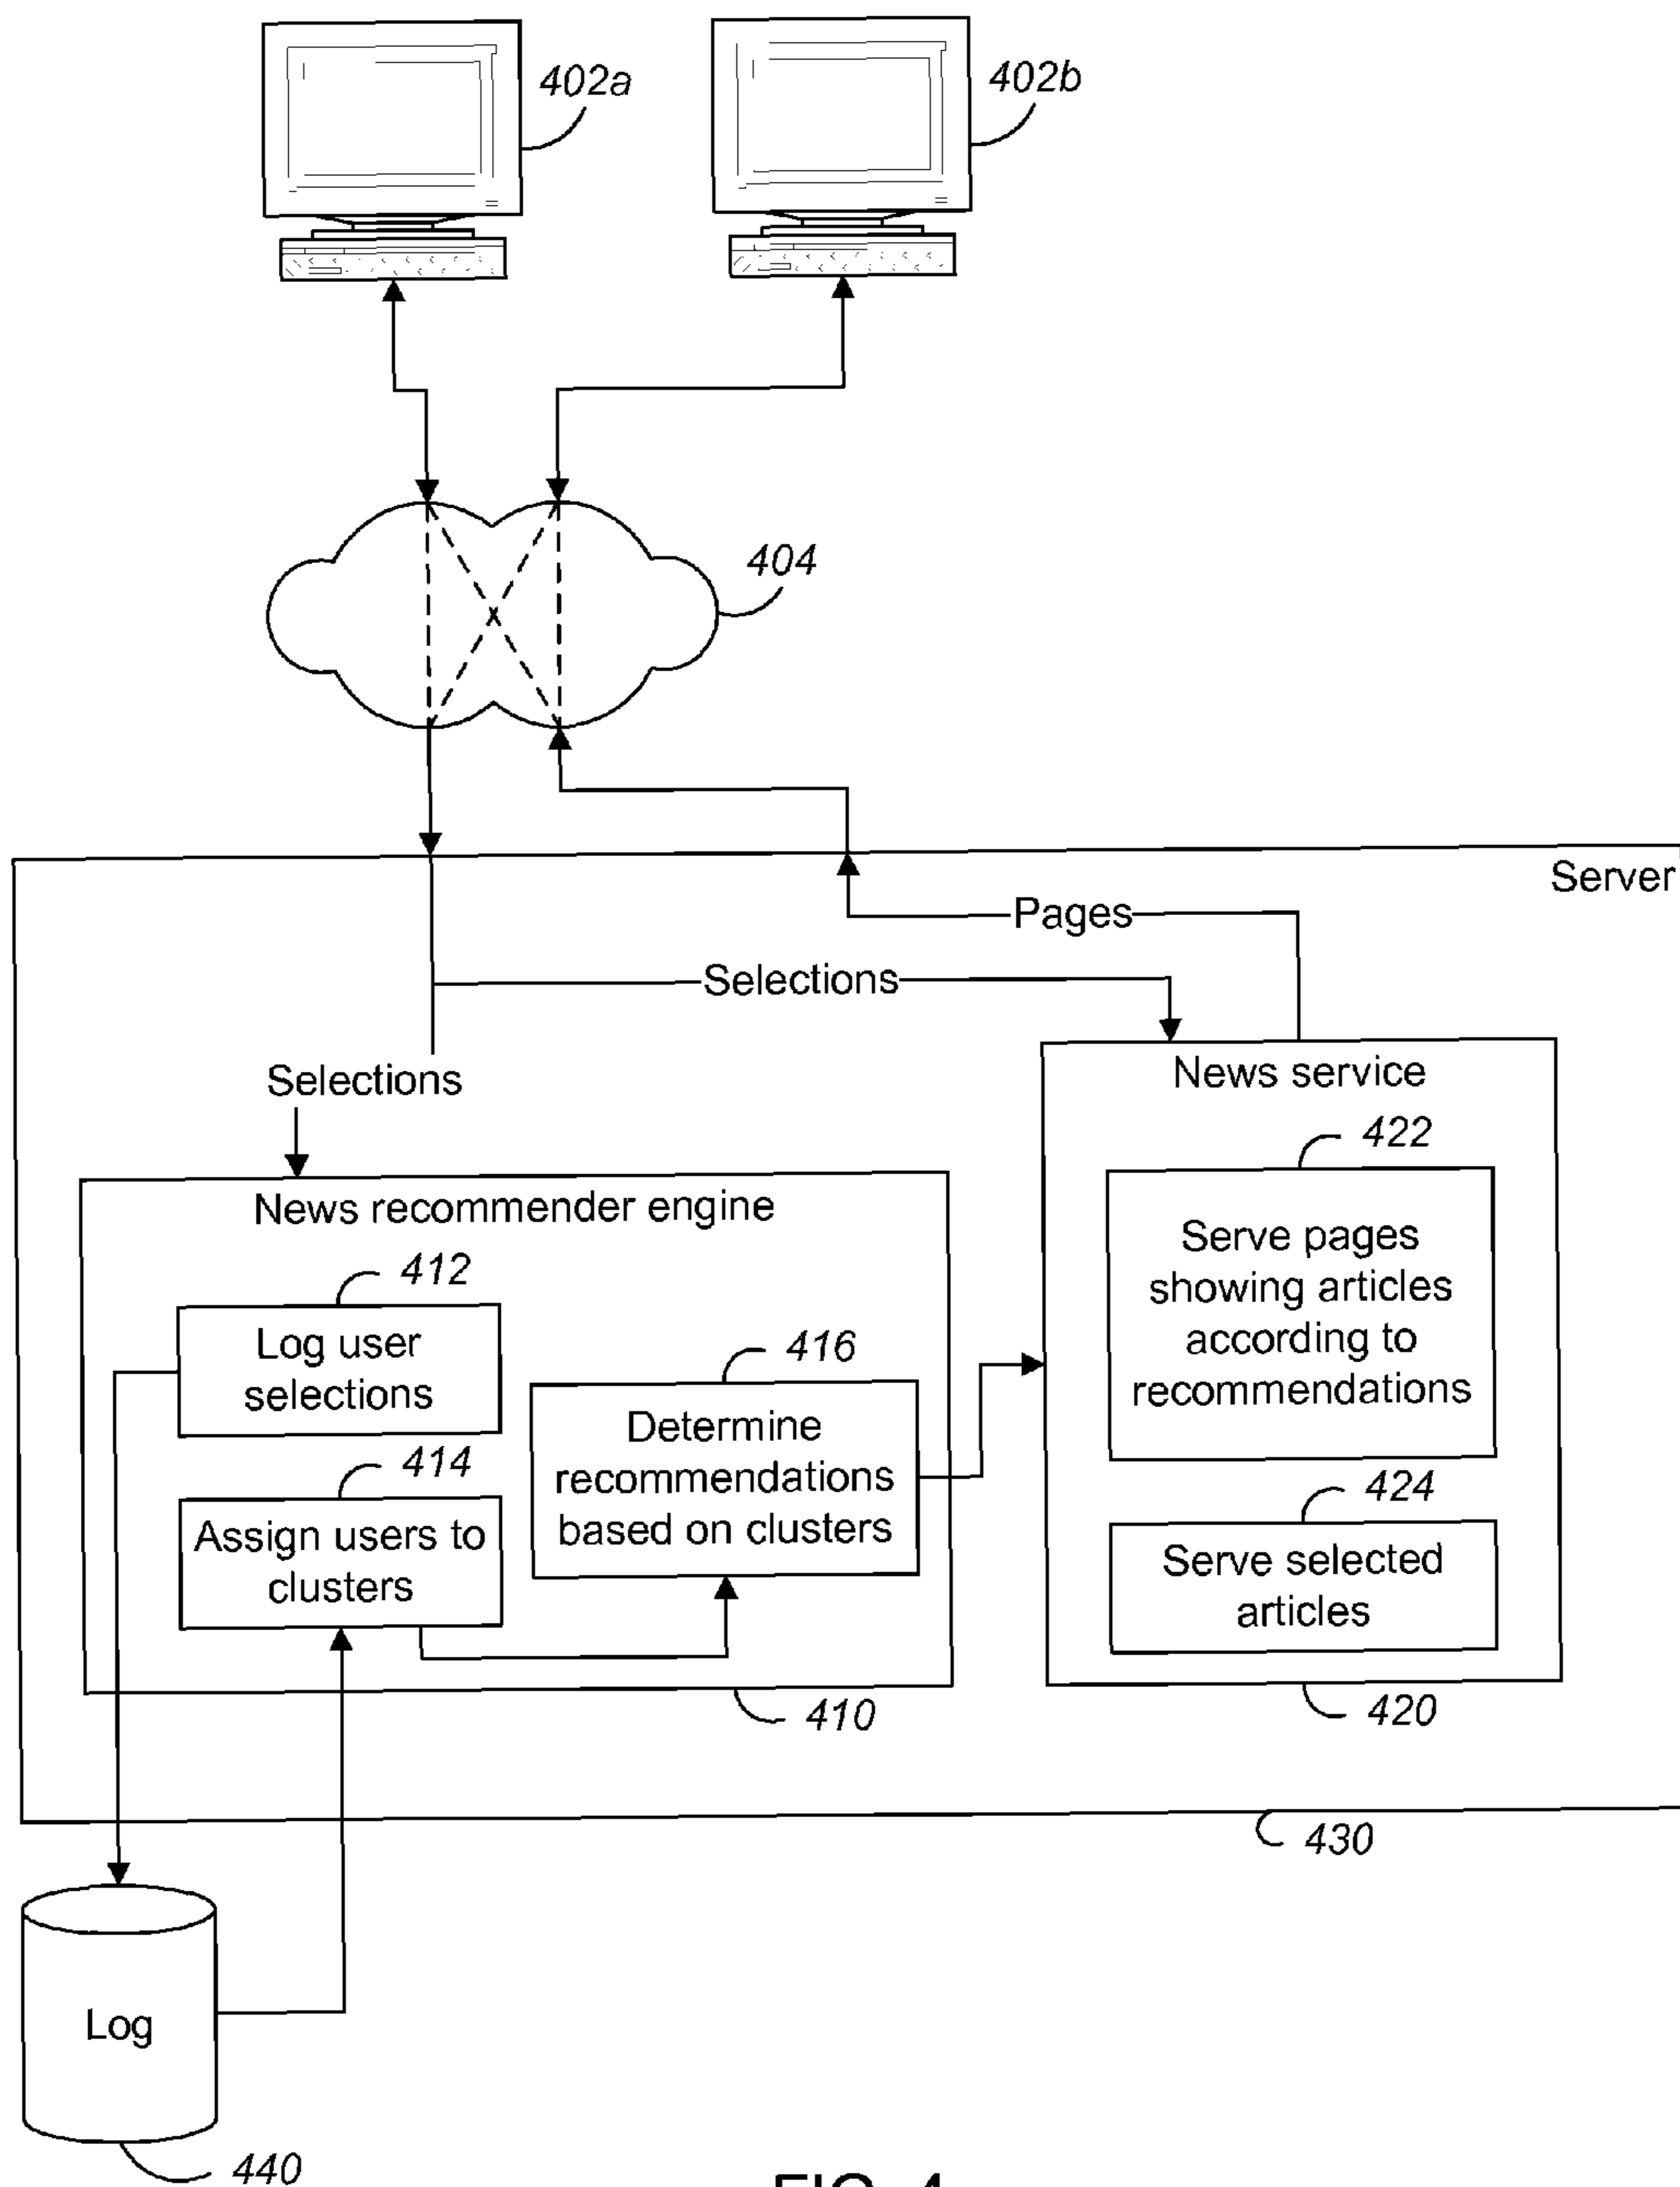 402a
402b
404
Server
Pages
Selections
Selections
News service
422
Serve pages
showing articles
according to
recommendations
424
Serve selected
articles
420
News recommender engine
412
Log user
selections
414
Assign users to
clusters
416
Determine
recommendations
based on clusters
410
430
Log
440
FIG. 4